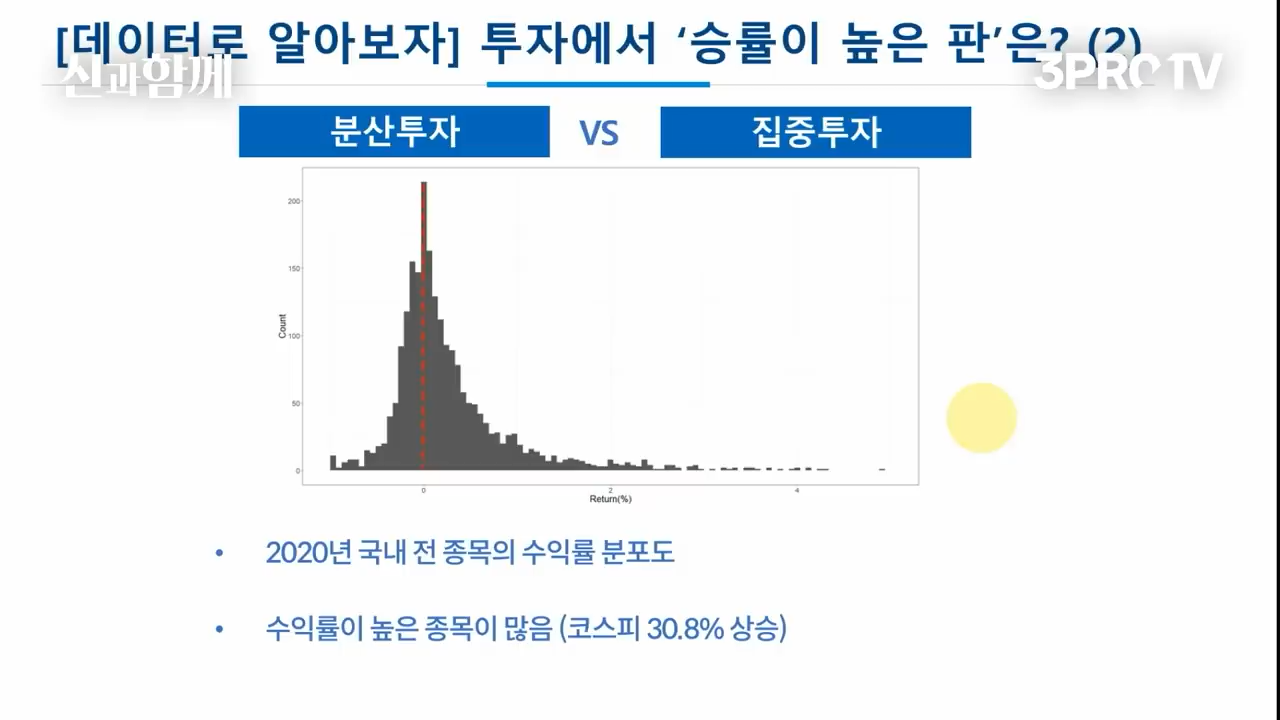 [데이터로 알아보자] 투자에서 ‘승률이 높은 판’은? (2)
신과함께
3PRO TV
분산투자 VS 집중투자
200
150
100
50
0
Count
0 2 4
Return(%)
• 2020년 국내 전 종목의 수익률 분포도
• 수익률이 높은 종목이 많음 (코스피 30.8% 상승)